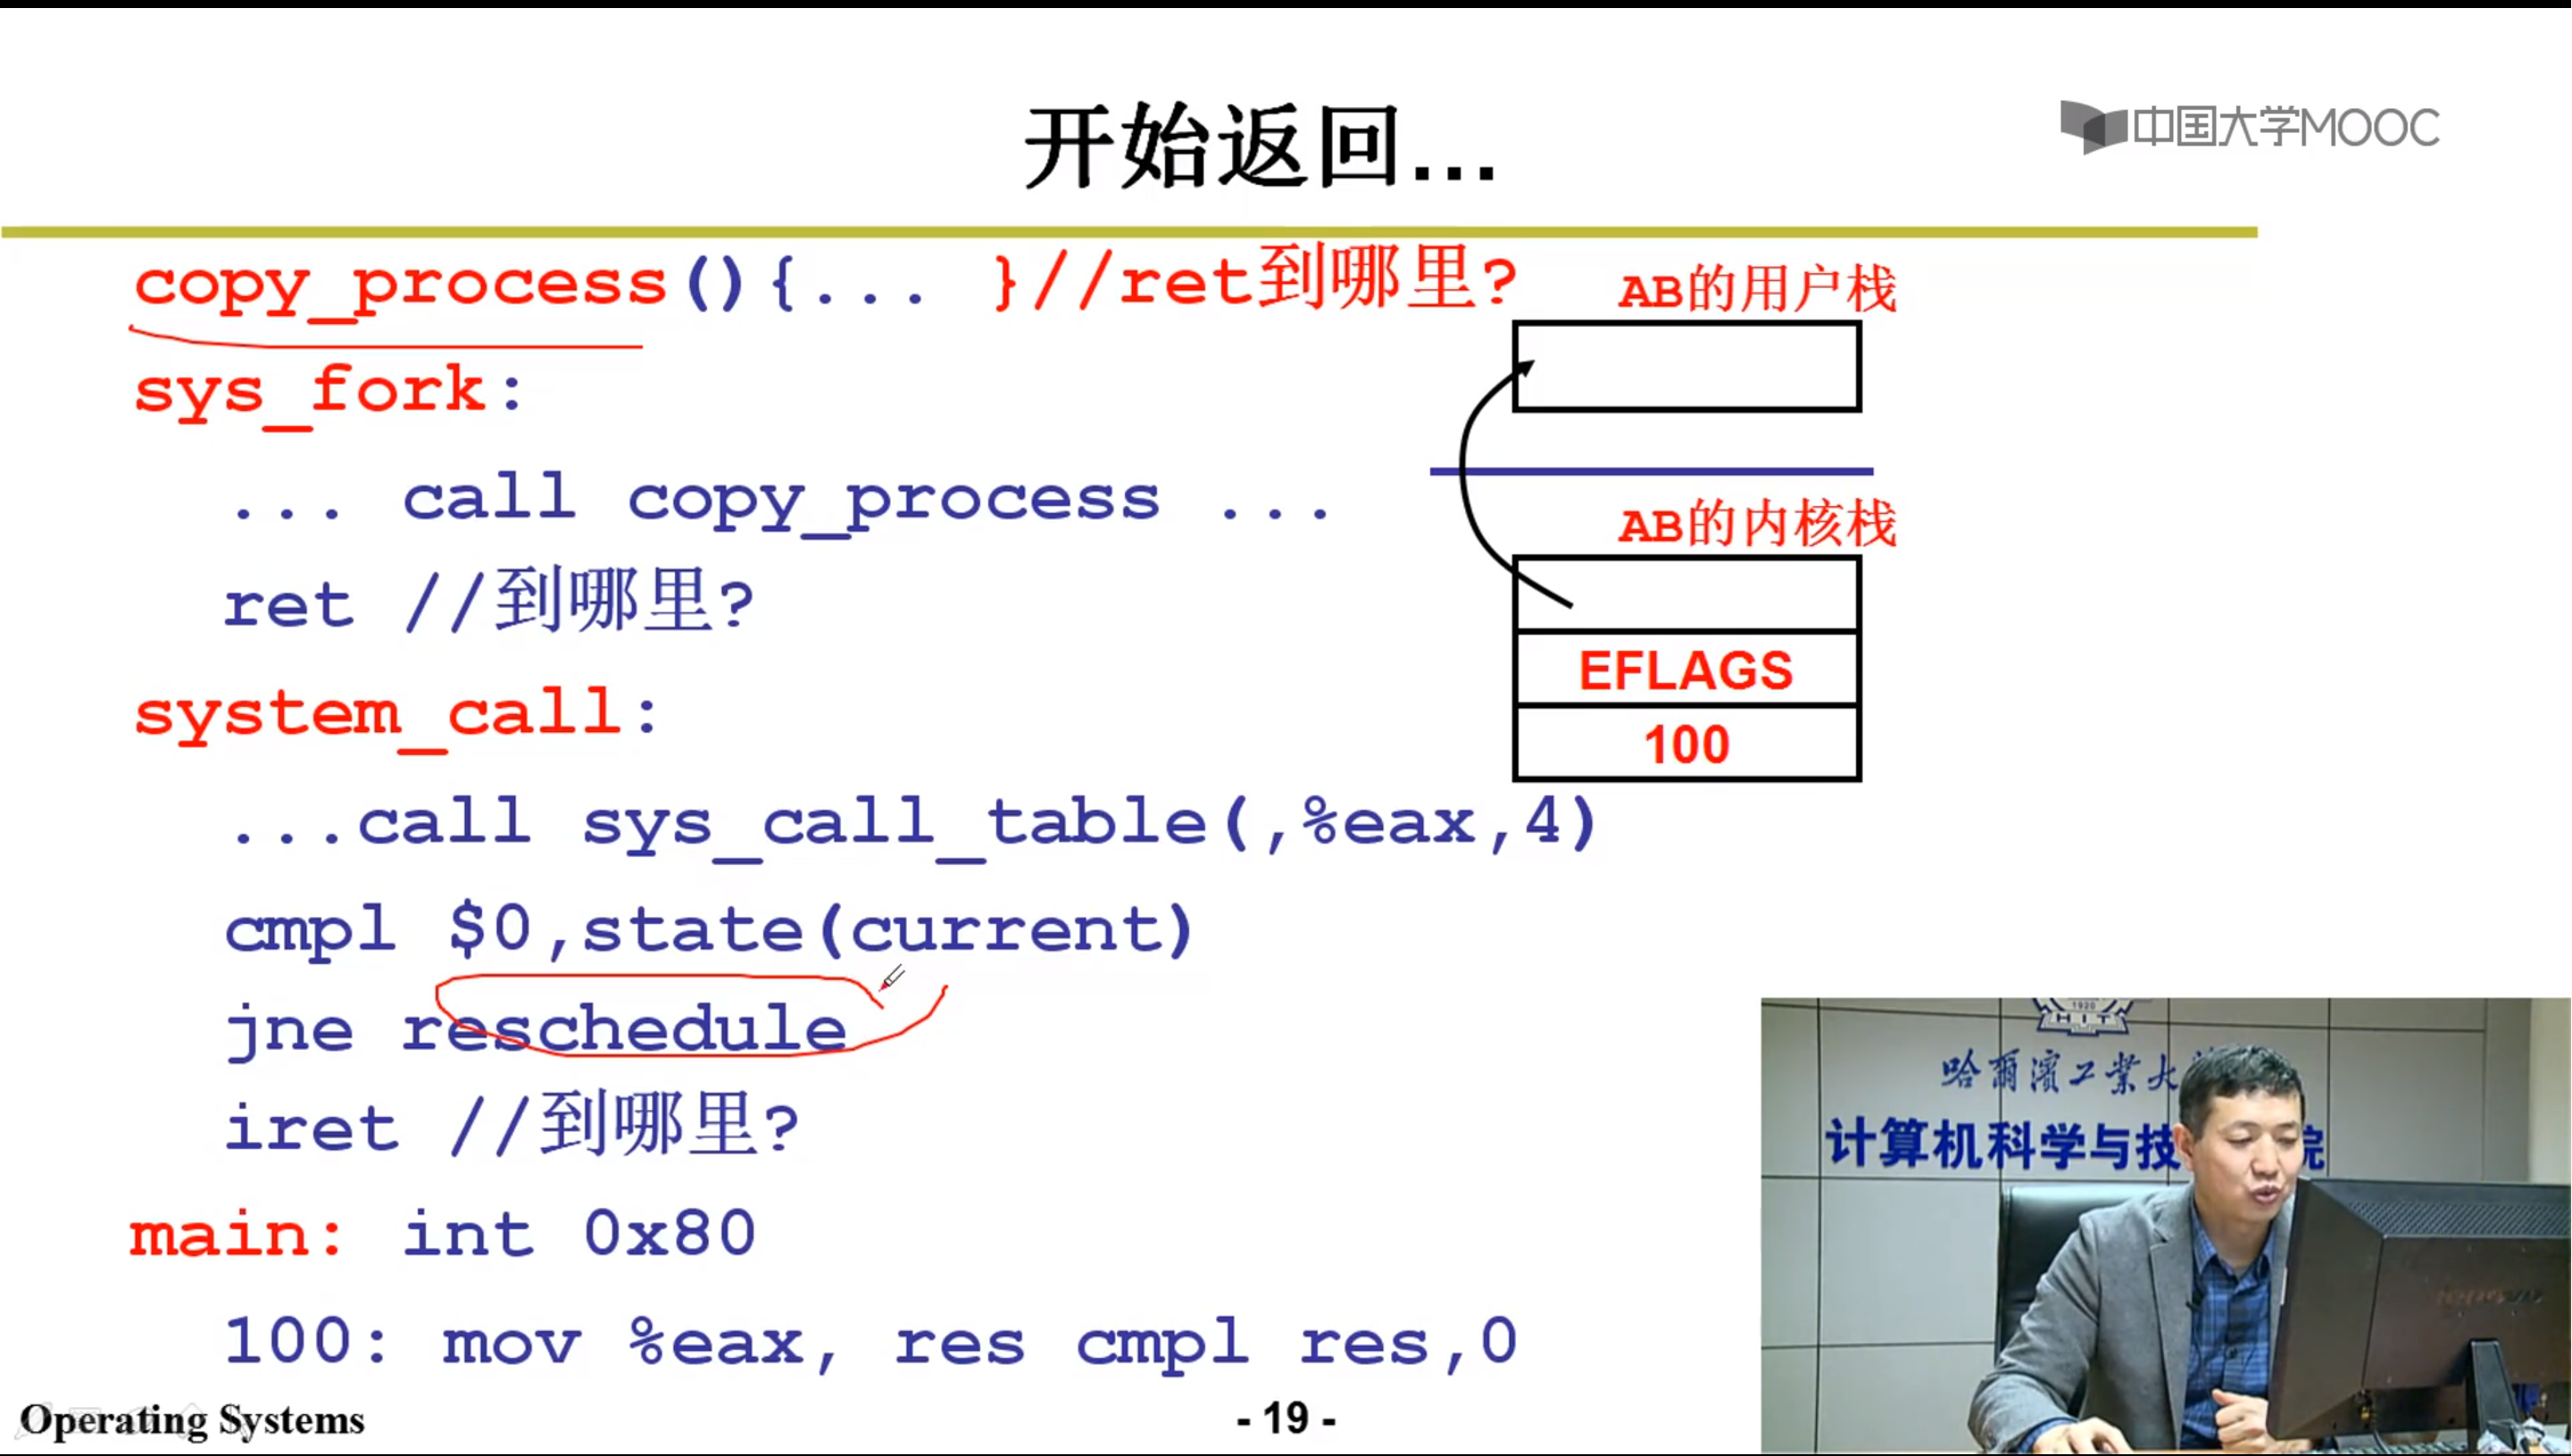 开始返回...
中国大学MOOC
copy_process(){... }//ret到哪里?
sys_fork:
... call copy_process ...
ret //到哪里?
system_call:
...call sys_call_table(,%eax,4)
cmpl $0,state(current)
jne reschedule
iret //到哪里?
main: int 0x80
100: mov %eax, res cmpl res,0
AB的用户栈
AB的内核栈
EFLAGS
100
1920
HIT
哈爾濱工業大
计算机科学与技
院
Operating Systems
- 19 -